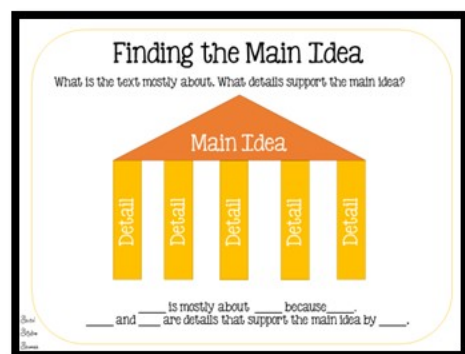 Finding the Main Idea
What is the text mostly about. What details support the main idea?
Main Idea
Detail
Detail
Detail
Detail
Detail
____ is mostly about ____ because____.
____ and ___ are details that support the main idea by ____.